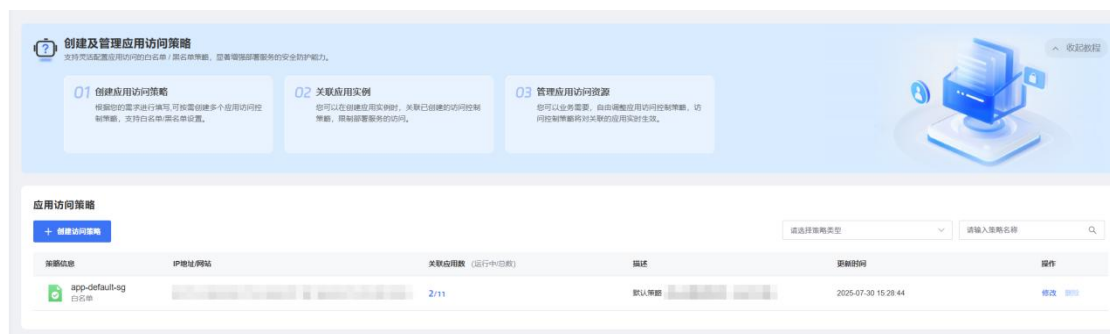 创建及管理应用访问策略
支持灵活配置应用访问的白名单 / 黑名单策略，显著增强部署服务的安全防护能力。
收起教程
01 创建应用访问策略
根据您的需求进行填写,可按需创建多个应用访问控
制策略，支持白名单/黑名单设置。
02 关联应用实例
您可以在创建应用实例时，关联已创建的访问控制
策略，限制部署服务的访问。
03 管理应用访问资源
您可以业务需要，自由调整应用访问控制策略，访
问控制策略将对关联的应用实时生效。
应用访问策略
+ 创建访问策略
请选择策略类型
请输入策略名称
策略信息 IP地址/网站 关联应用数 (运行中/总数) 描述 更新时间 操作
app-default-sg
白名单
2/11 默认策略 2025-07-30 15:28:44 修改